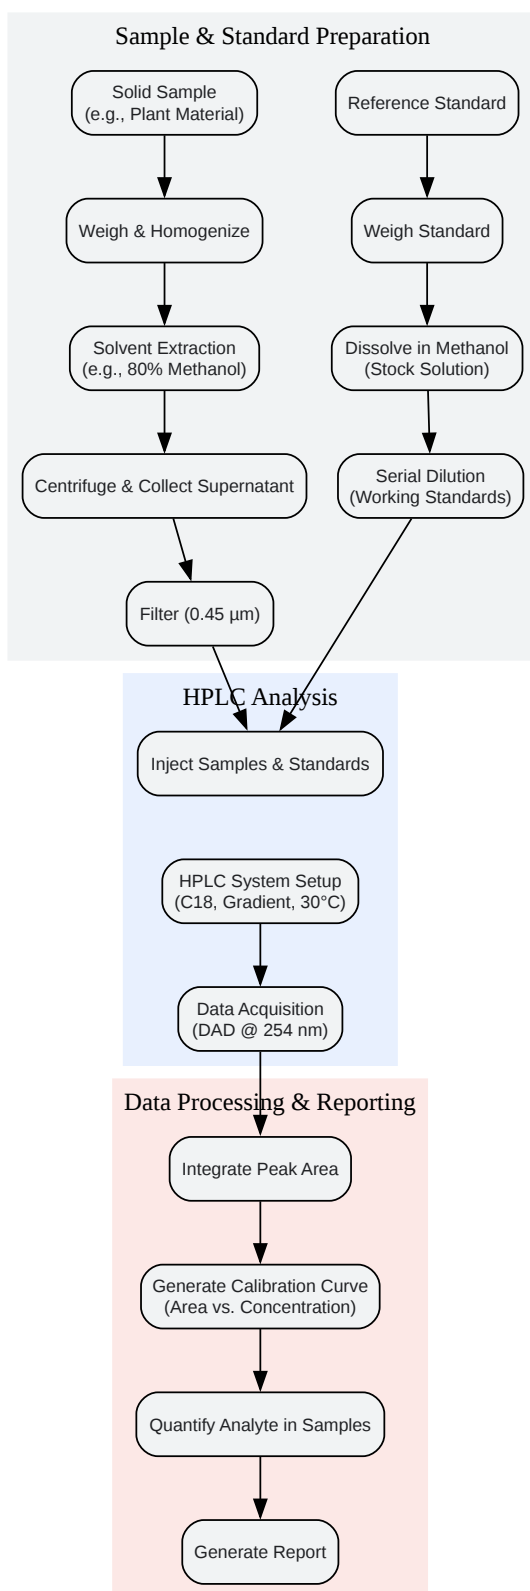 Sample & Standard Preparation
Solid Sample
(e.g., Plant Material)
Reference Standard
Weigh & Homogenize
Weigh Standard
Solvent Extraction
(e.g., 80% Methanol)
Dissolve in Methanol
(Stock Solution)
Centrifuge & Collect Supernatant
Serial Dilution
(Working Standards)
Filter (0.45 µm)
HPLC Analysis
Inject Samples & Standards
HPLC System Setup
(C18, Gradient, 30°C)
Data Acquisition
(DAD @ 254 nm)
Data Processing & Reporting
Integrate Peak Area
Generate Calibration Curve
(Area vs. Concentration)
Quantify Analyte in Samples
Generate Report